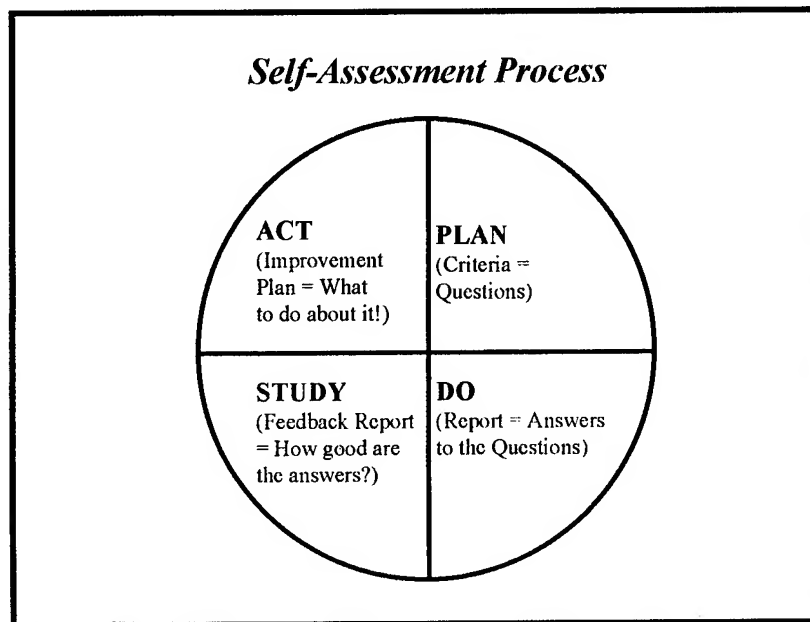 Self-Assessment Process
ACT
(Improvement
Plan = What
to do about it!)
PLAN
(Criteria =
Questions)
STUDY
(Feedback Report
= How good are
the answers?)
DO
(Report = Answers
to the Questions)